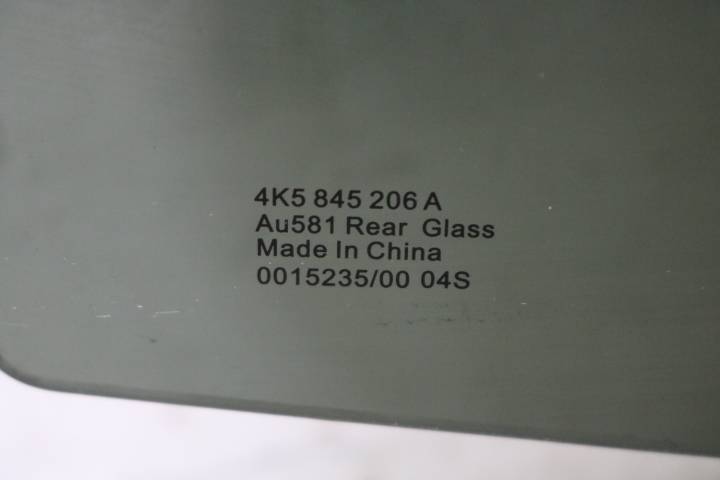 4K5 845 206 A
Au581 Rear Glass
Made In China
0015235/00 04S